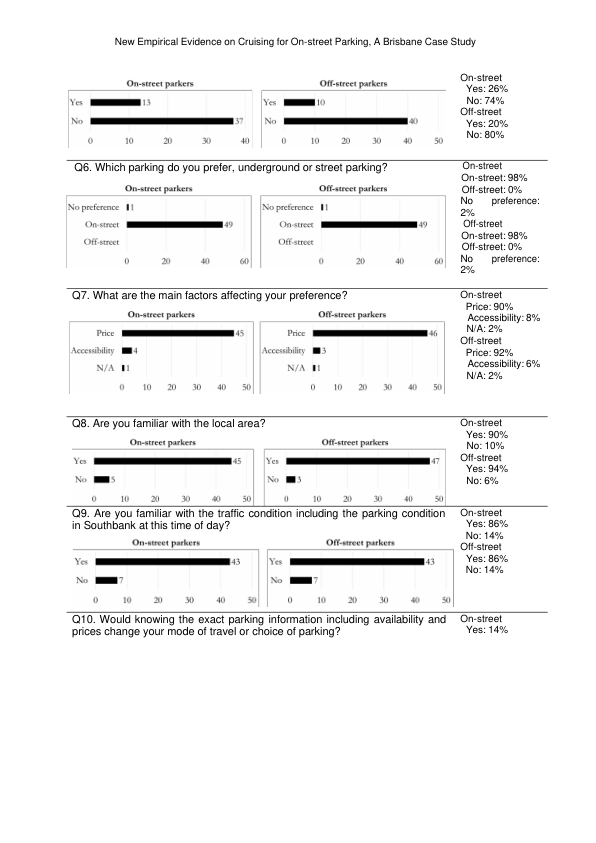 New Empirical Evidence on Cruising for On-street Parking, A Brisbane Case Study
On-street parkers
Yes 13
No 37
0 10 20 30 40
Off-street parkers
Yes 10
No 40
0 10 20 30 40 50
On-street
Yes: 26%
No: 74%
Off-street
Yes: 20%
No: 80%
Q6. Which parking do you prefer, underground or street parking?
On-street parkers
No preference 1
On-street 49
Off-street
0 20 40 60
Off-street parkers
No preference 1
On-street 49
Off-street
0 20 40 60
On-street
On-street: 98%
Off-street: 0%
No preference:
2%
Off-street
On-street: 98%
Off-street: 0%
No preference:
2%
Q7. What are the main factors affecting your preference?
On-street parkers
Price 45
Accessibility 4
N/A 1
0 10 20 30 40 50
Off-street parkers
Price 46
Accessibility 3
N/A 1
0 10 20 30 40 50
On-street
Price: 90%
Accessibility: 8%
N/A: 2%
Off-street
Price: 92%
Accessibility: 6%
N/A: 2%
Q8. Are you familiar with the local area?
On-street parkers
Yes 45
No 5
0 10 20 30 40 50
Off-street parkers
Yes 47
No 3
0 10 20 30 40 50
On-street
Yes: 90%
No: 10%
Off-street
Yes: 94%
No: 6%
Q9. Are you familiar with the traffic condition including the parking condition
in Southbank at this time of day?
On-street parkers
Yes 43
No 7
0 10 20 30 40 50
Off-street parkers
Yes 43
No 7
0 10 20 30 40 50
On-street
Yes: 86%
No: 14%
Off-street
Yes: 86%
No: 14%
Q10. Would knowing the exact parking information including availability and
prices change your mode of travel or choice of parking?
On-street
Yes: 14%